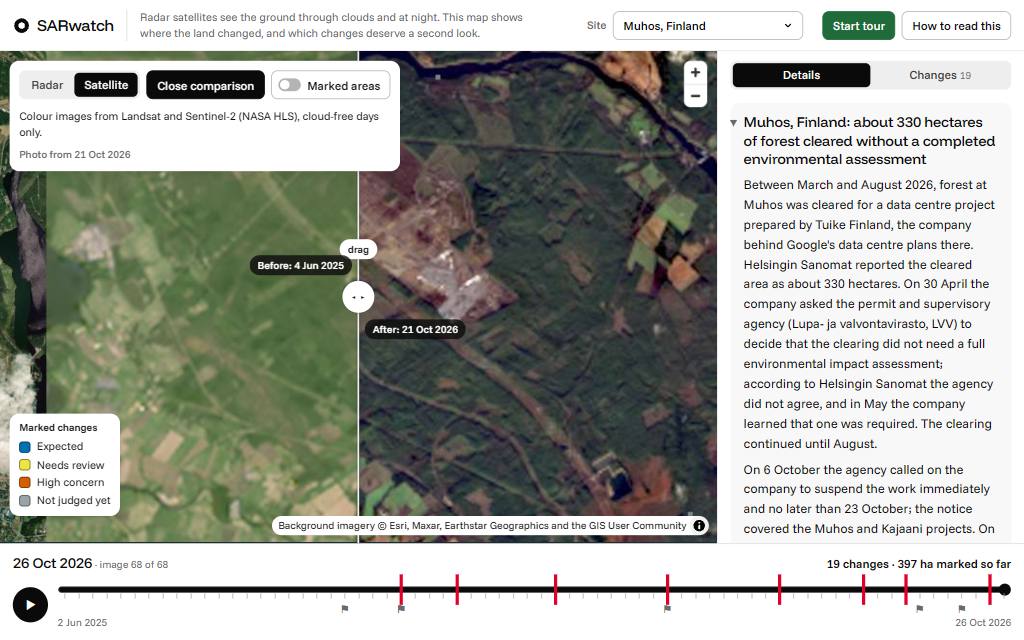 SARwatch
Radar satellites see the ground through clouds and at night. This map shows
where the land changed, and which changes deserve a second look.
Site
Muhos, Finland
Start tour
How to read this
Radar
Satellite
Close comparison
Marked areas
Colour images from Landsat and Sentinel-2 (NASA HLS), cloud-free days
only.
Photo from 21 Oct 2026
+
−
drag
Before: 4 Jun 2025
After: 21 Oct 2026
Marked changes
Expected
Needs review
High concern
Not judged yet
Background imagery © Esri, Maxar, Earthstar Geographics and the GIS User Community
Details
Changes 19
Muhos, Finland: about 330 hectares
of forest cleared without a completed
environmental assessment
Between March and August 2026, forest at
Muhos was cleared for a data centre project
prepared by Tuike Finland, the company
behind Google's data centre plans there.
Helsingin Sanomat reported the cleared
area as about 330 hectares. On 30 April the
company asked the permit and supervisory
agency (Lupa- ja valvontavirasto, LVV) to
decide that the clearing did not need a full
environmental impact assessment;
according to Helsingin Sanomat the agency
did not agree, and in May the company
learned that one was required. The clearing
continued until August.
On 6 October the agency called on the
company to suspend the work immediately
and no later than 23 October; the notice
covered the Muhos and Kajaani projects. On
26 Oct 2026 · image 68 of 68
19 changes · 397 ha marked so far
2 Jun 2025
26 Oct 2026